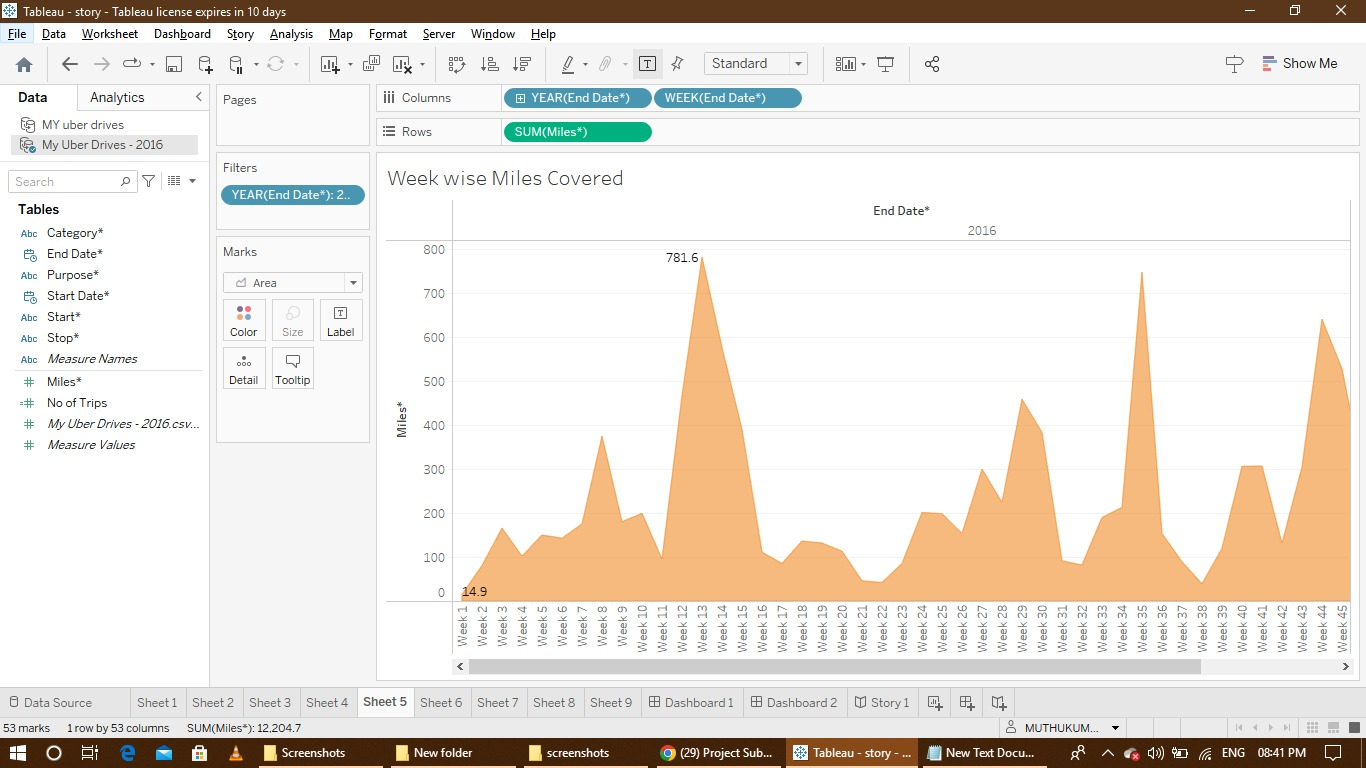 Tableau - story - Tableau license expires in 10 days
File Data Worksheet Dashboard Story Analysis Map Format Server Window Help
Standard
Show Me
Data Analytics
MY uber drives
My Uber Drives - 2016
Search
Tables
Abc Category*
End Date*
Abc Purpose*
Start Date*
Abc Start*
Abc Stop*
Abc Measure Names
# Miles*
=# No of Trips
# My Uber Drives - 2016.csv...
# Measure Values
Pages
Filters
YEAR(End Date*): 2..
Marks
Area
Color Size Label
Detail Tooltip
Columns YEAR(End Date*) WEEK(End Date*)
Rows SUM(Miles*)
Week wise Miles Covered
End Date*
2016
Miles*
800
700
600
500
400
300
200
100
0
781.6
14.9
Week 1
Week 2
Week 3
Week 4
Week 5
Week 6
Week 7
Week 8
Week 9
Week 10
Week 11
Week 12
Week 13
Week 14
Week 15
Week 16
Week 17
Week 18
Week 19
Week 20
Week 21
Week 22
Week 23
Week 24
Week 25
Week 26
Week 27
Week 28
Week 29
Week 30
Week 31
Week 32
Week 33
Week 34
Week 35
Week 36
Week 37
Week 38
Week 39
Week 40
Week 41
Week 42
Week 43
Week 44
Week 45
Data Source Sheet 1 Sheet 2 Sheet 3 Sheet 4 Sheet 5 Sheet 6 Sheet 7 Sheet 8 Sheet 9 Dashboard 1 Dashboard 2 Story 1
53 marks 1 row by 53 columns SUM(Miles*): 12,204.7 MUTHUKUM...
Screenshots New folder screenshots (29) Project Sub... Tableau - story - ... New Text Docu... ENG 08:41 PM